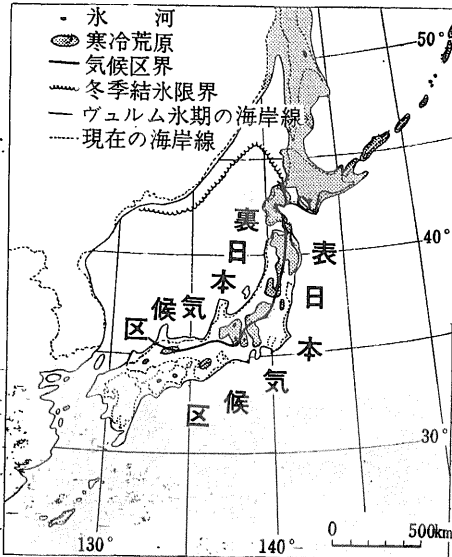 氷河
寒冷荒原
気候区界
冬季結氷限界
ヴュルム氷期の海岸線
現在の海岸線
50°
40°
30°
裏日本気候区
表日本気候区
130°
140°
0 500km